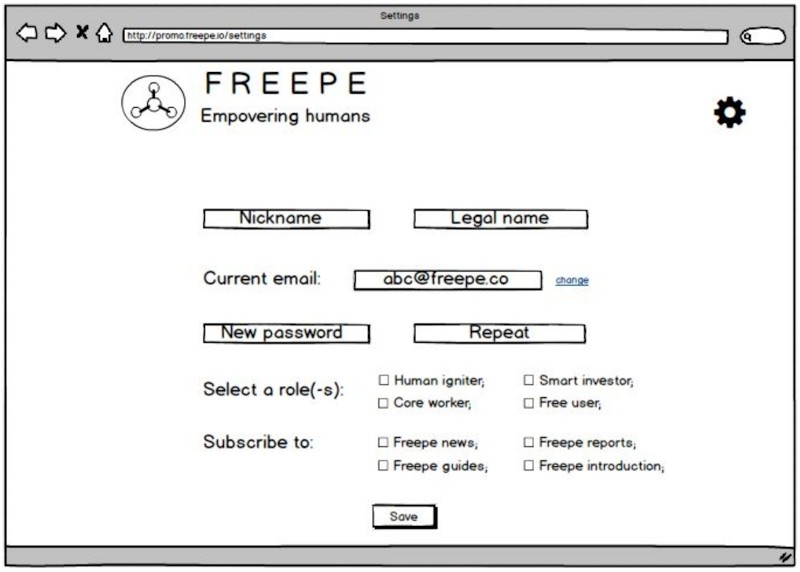 Settings
http://promo.freepe.io/settings
FREEPE
Empowering humans
Nickname Legal name
Current email: abc@freepe.co change
New password Repeat
Select a role(-s): Human igniter; Smart investor;
Core worker; Free user;
Subscribe to: Freepe news; Freepe reports;
Freepe guides; Freepe introduction;
Save